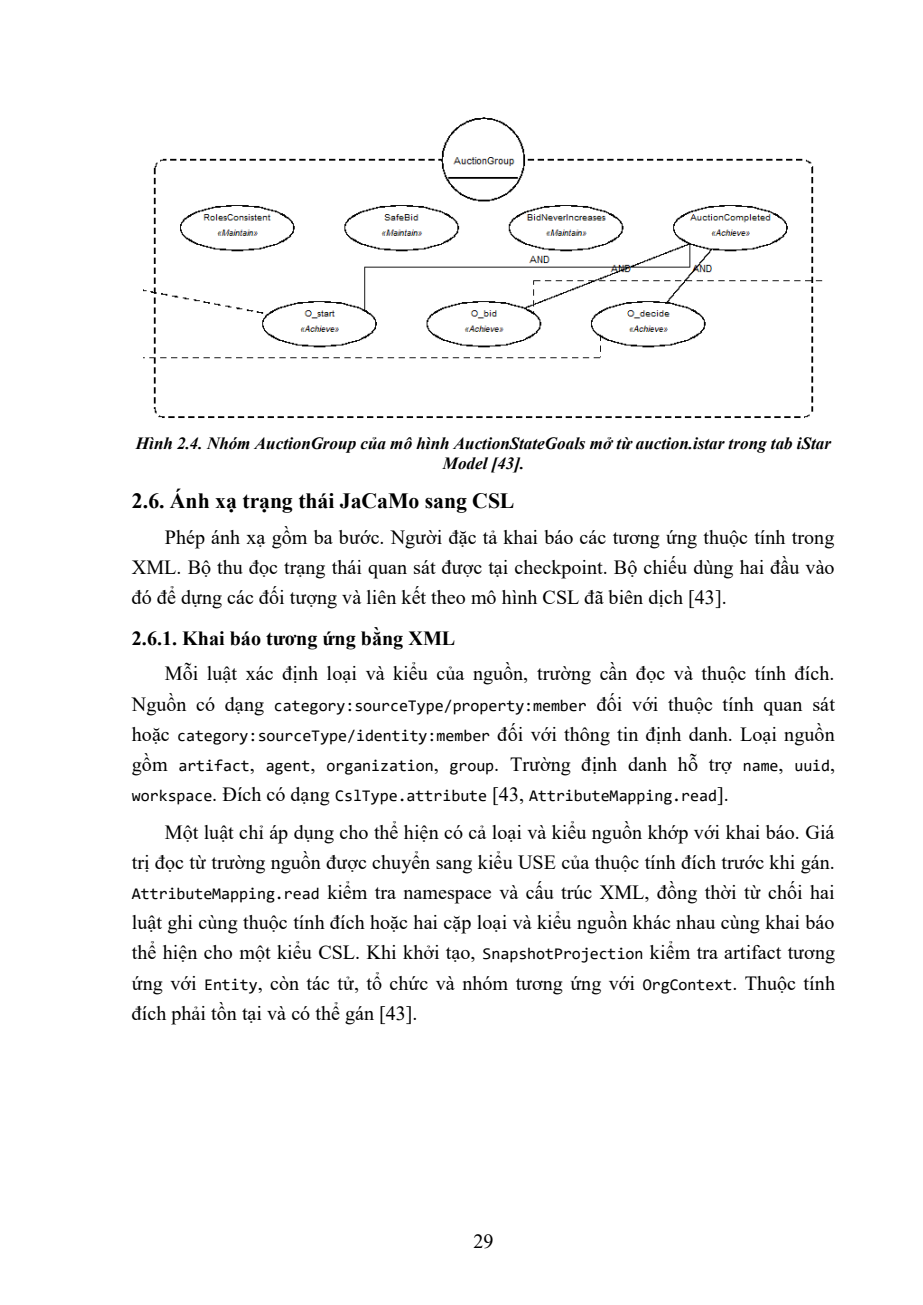 AuctionGroup
RolesConsistent
«Maintain»
SafeBid
«Maintain»
BidNeverIncreases
«Maintain»
AuctionCompleted
«Achieve»
AND
AND
AND
O_start
«Achieve»
O_bid
«Achieve»
O_decide
«Achieve»
Hình 2.4. Nhóm AuctionGroup của mô hình AuctionStateGoals mở từ auction.istar trong tab iStar
Model [43].
2.6. Ánh xạ trạng thái JaCaMo sang CSL
Phép ánh xạ gồm ba bước. Người đặc tả khai báo các tương ứng thuộc tính trong
XML. Bộ thu đọc trạng thái quan sát được tại checkpoint. Bộ chiếu dùng hai đầu vào
đó để dựng các đối tượng và liên kết theo mô hình CSL đã biên dịch [43].
2.6.1. Khai báo tương ứng bằng XML
Mỗi luật xác định loại và kiểu của nguồn, trường cần đọc và thuộc tính đích.
Nguồn có dạng category:sourceType/property:member đối với thuộc tính quan sát
hoặc category:sourceType/identity:member đối với thông tin định danh. Loại nguồn
gồm artifact, agent, organization, group. Trường định danh hỗ trợ name, uuid,
workspace. Đích có dạng CslType.attribute [43, AttributeMapping.read].
Một luật chỉ áp dụng cho thể hiện có cả loại và kiểu nguồn khớp với khai báo. Giá
trị đọc từ trường nguồn được chuyển sang kiểu USE của thuộc tính đích trước khi gán.
AttributeMapping.read kiểm tra namespace và cấu trúc XML, đồng thời từ chối hai
luật ghi cùng thuộc tính đích hoặc hai cặp loại và kiểu nguồn khác nhau cùng khai báo
thể hiện cho một kiểu CSL. Khi khởi tạo, SnapshotProjection kiểm tra artifact tương
ứng với Entity, còn tác tử, tổ chức và nhóm tương ứng với OrgContext. Thuộc tính
đích phải tồn tại và có thể gán [43].
29